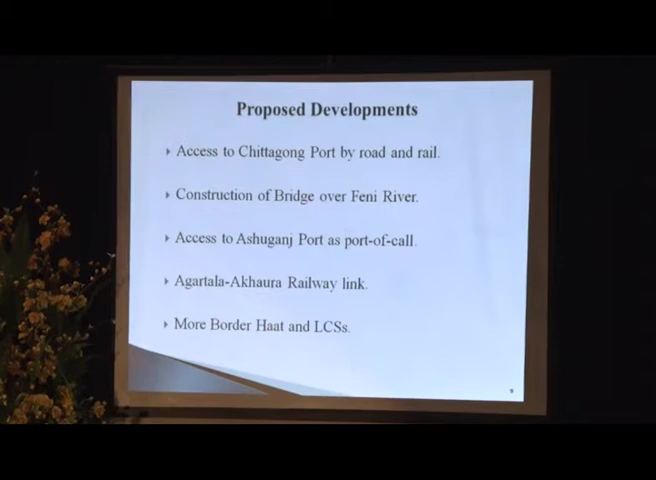 Proposed Developments
Access to Chittagong Port by road and rail.
Construction of Bridge over Feni River.
Access to Ashuganj Port as port-of-call.
Agartala-Akhaura Railway link.
More Border Haat and LCSs.
9